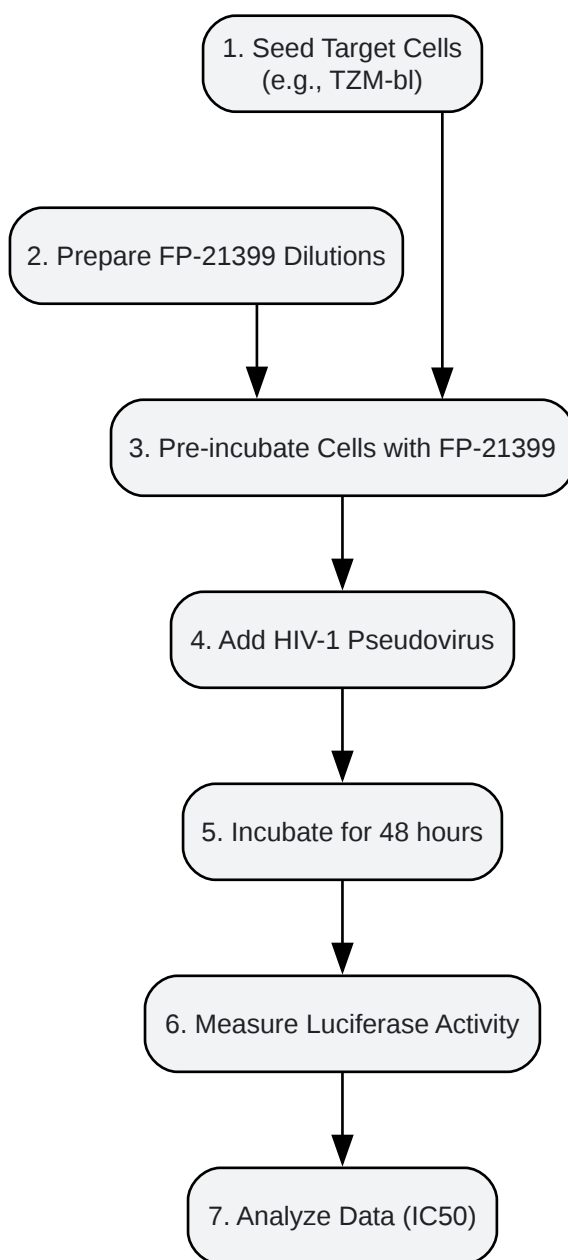 1. Seed Target Cells
(e.g., TZM-bl)
2. Prepare FP-21399 Dilutions
3. Pre-incubate Cells with FP-21399
4. Add HIV-1 Pseudovirus
5. Incubate for 48 hours
6. Measure Luciferase Activity
7. Analyze Data (IC50)